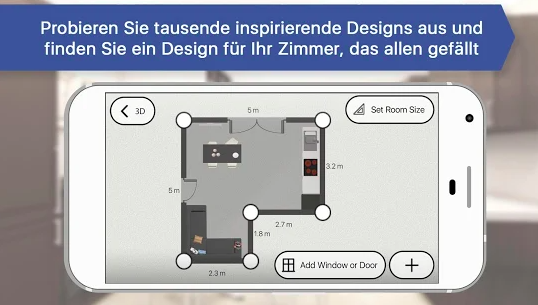 Probieren Sie tausende inspirierende Designs aus und
finden Sie ein Design für Ihr Zimmer, das allen gefällt
3D
5 m
Set Room Size
3.2 m
5 m
2.7 m
1.8 m
2.3 m
Add Window or Door